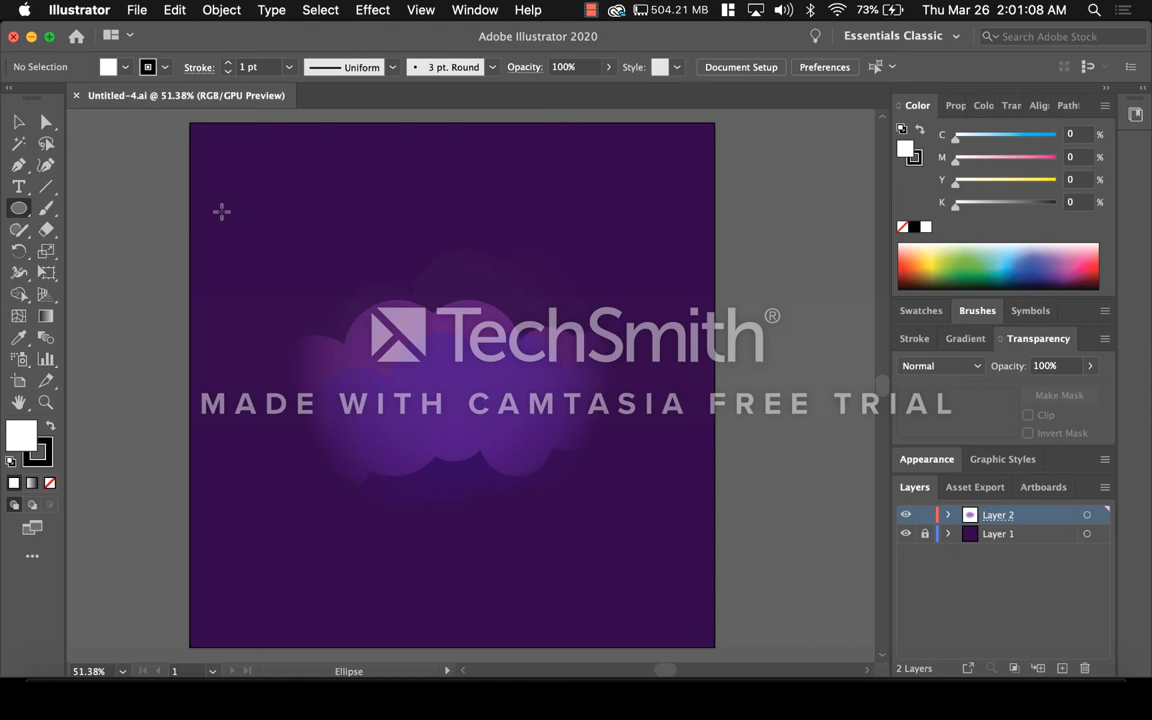 Illustrator File Edit Object Type Select Effect View Window Help 504.21 MB 73% Thu Mar 26 2:01:08 AM
Adobe Illustrator 2020 Essentials Classic Search Adobe Stock
No Selection Stroke: 1 pt Uniform • 3 pt. Round Opacity: 100% Style: Document Setup Preferences
× Untitled-4.ai @ 51.38% (RGB/GPU Preview)
Color Prop Colo Tran Alig Path
C 0 %
M 0 %
Y 0 %
K 0 %
Swatches Brushes Symbols
TechSmith®
Stroke Gradient Transparency
Normal Opacity: 100%
Make Mask
MADE WITH CAMTASIA FREE TRIAL
Clip
Invert Mask
Appearance Graphic Styles
Layers Asset Export Artboards
Layer 2
Layer 1
51.38% 1 Ellipse
2 Layers